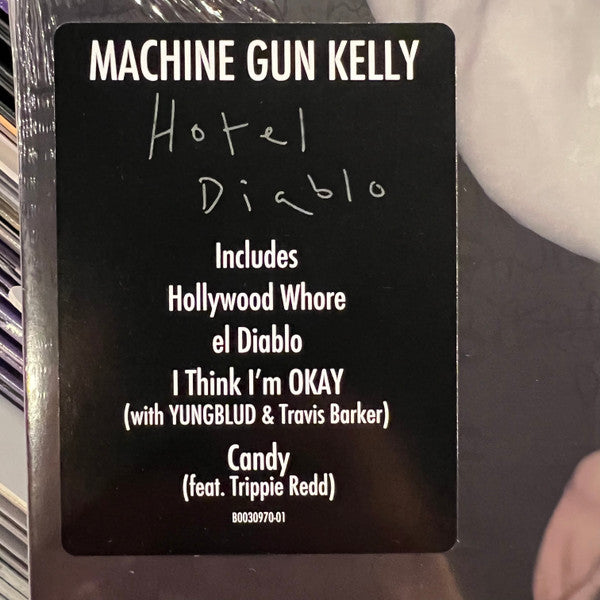 MACHINE GUN KELLY
Hotel
Diablo
Includes
Hollywood Whore
el Diablo
I Think I'm OKAY
(with YUNGBLUD & Travis Barker)
Candy
(feat. Trippie Redd)
B0030970-01